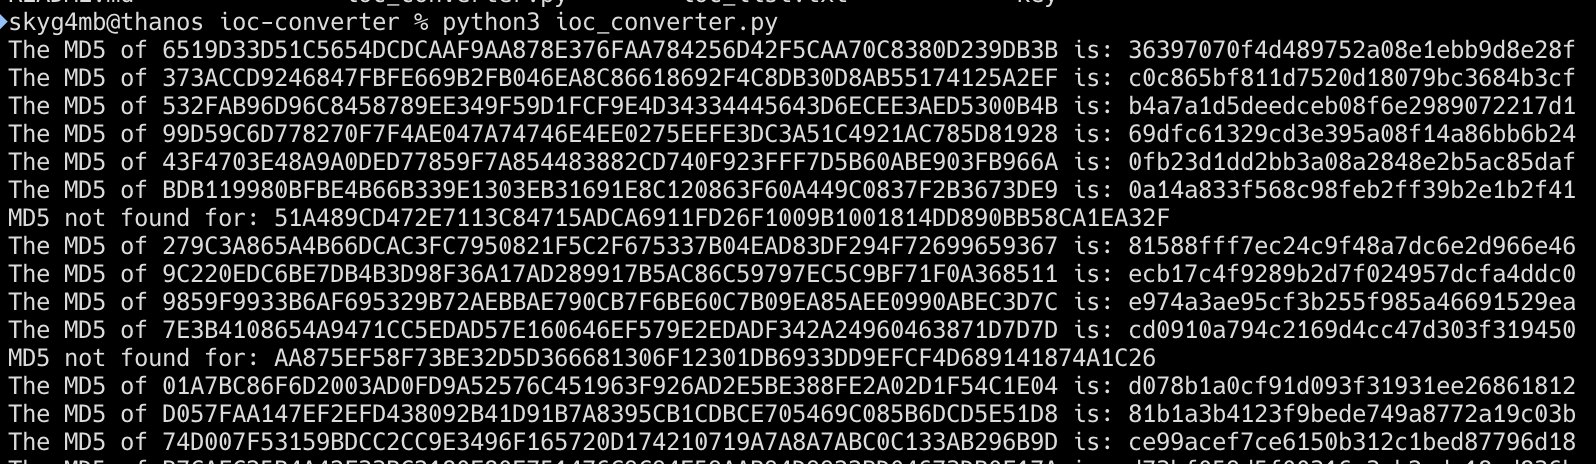 skyg4mb@thanos ioc-converter % python3 ioc_converter.py
The MD5 of 6519D33D51C5654DCDCAAF9AA878E376FAA784256D42F5CAA70C8380D239DB3B is: 36397070f4d489752a08e1ebb9d8e28f
The MD5 of 373ACCD9246847FBFE669B2FB046EA8C86618692F4C8DB30D8AB55174125A2EF is: c0c865bf811d7520d18079bc3684b3cf
The MD5 of 532FAB96D96C8458789EE349F59D1FCF9E4D34334445643D6ECEE3AED5300B4B is: b4a7a1d5deedceb08f6e2989072217d1
The MD5 of 99D59C6D778270F7F4AE047A74746E4EE0275EEFE3DC3A51C4921AC785D81928 is: 69dfc61329cd3e395a08f14a86bb6b24
The MD5 of 43F4703E48A9A0DED77859F7A854483882CD740F923FFF7D5B60ABE903FB966A is: 0fb23d1dd2bb3a08a2848e2b5ac85daf
The MD5 of BDB119980BFBE4B66B339E1303EB31691E8C120863F60A449C0837F2B3673DE9 is: 0a14a833f568c98feb2ff39b2e1b2f41
MD5 not found for: 51A489CD472E7113C84715ADCA6911FD26F1009B1001814DD890BB58CA1EA32F
The MD5 of 279C3A865A4B66DCAC3FC7950821F5C2F675337B04EAD83DF294F72699659367 is: 81588fff7ec24c9f48a7dc6e2d966e46
The MD5 of 9C220EDC6BE7DB4B3D98F36A17AD289917B5AC86C59797EC5C9BF71F0A368511 is: ecb17c4f9289b2d7f024957dcfa4ddc0
The MD5 of 9859F9933B6AF695329B72AEBBAE790CB7F6BE60C7B09EA85AEE0990ABEC3D7C is: e974a3ae95cf3b255f985a46691529ea
The MD5 of 7E3B4108654A9471CC5EDAD57E160646EF579E2EDADF342A24960463871D7D7D is: cd0910a794c2169d4cc47d303f319450
MD5 not found for: AA875EF58F73BE32D5D366681306F12301DB6933DD9EFCF4D689141874A1C26
The MD5 of 01A7BC86F6D2003AD0FD9A52576C451963F926AD2E5BE388FE2A02D1F54C1E04 is: d078b1a0cf91d093f31931ee26861812
The MD5 of D057FAA147EF2EFD438092B41D91B7A8395CB1CDBCE705469C085B6DCD5E51D8 is: 81b1a3b4123f9bede749a8772a19c03b
The MD5 of 74D007F53159BDCC2CC9E3496F165720D174210719A7A8A7ABC0C133AB296B9D is: ce99acef7ce6150b312c1bed87796d18